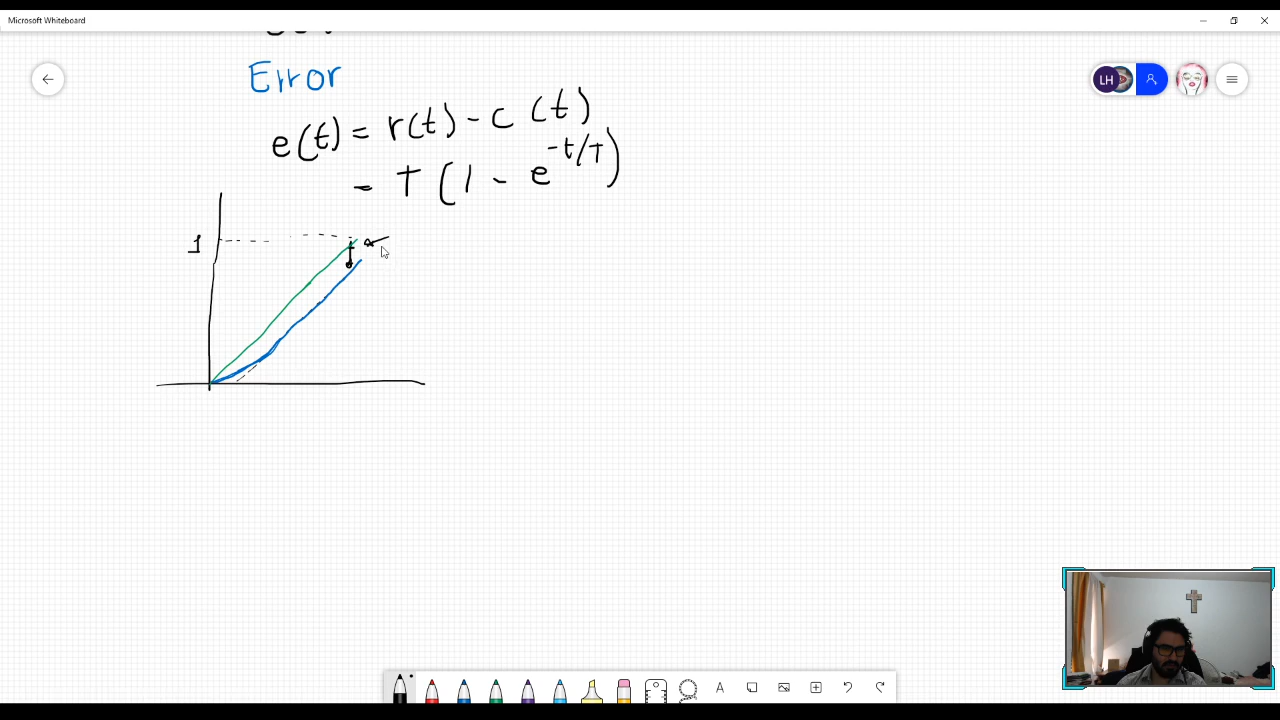 Microsoft Whiteboard
LH
Error
e(t) = r(t) - c(t)
= T(1 - e^{-t/T})
1
A